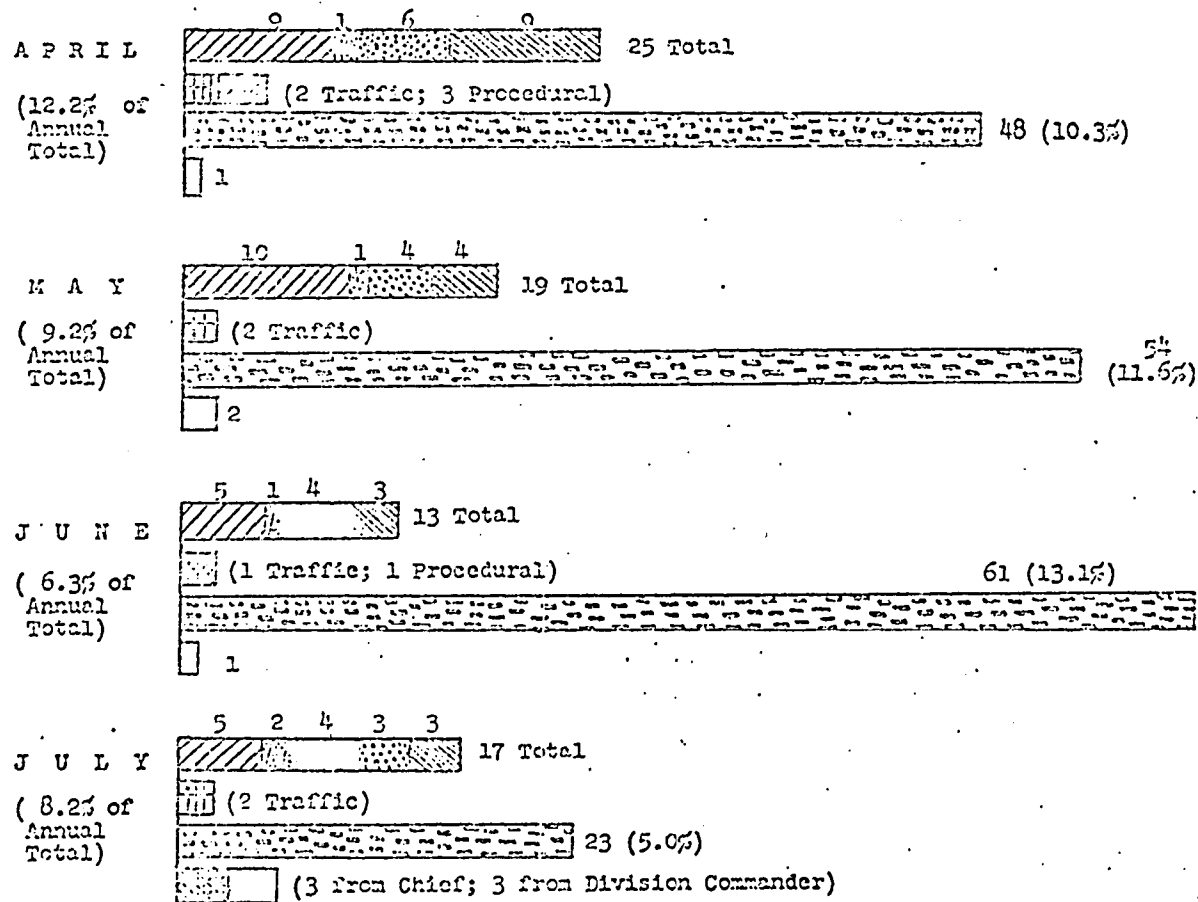 9 1 6 9
A P R I L
25 Total
(12.2% of
Annual
Total)
(2 Traffic; 3 Procedural)
48 (10.3%)
1
10 1 4 4
M A Y
19 Total
( 9.2% of
Annual
Total)
(2 Traffic)
54
(11.6%)
2
5 1 4 3
J U N E
13 Total
( 6.3% of
Annual
Total)
(1 Traffic; 1 Procedural)
61 (13.1%)
1
5 2 4 3 3
J U L Y
17 Total
( 8.2% of
Annual
Total)
(2 Traffic)
23 (5.0%)
(3 from Chief; 3 from Division Commander)